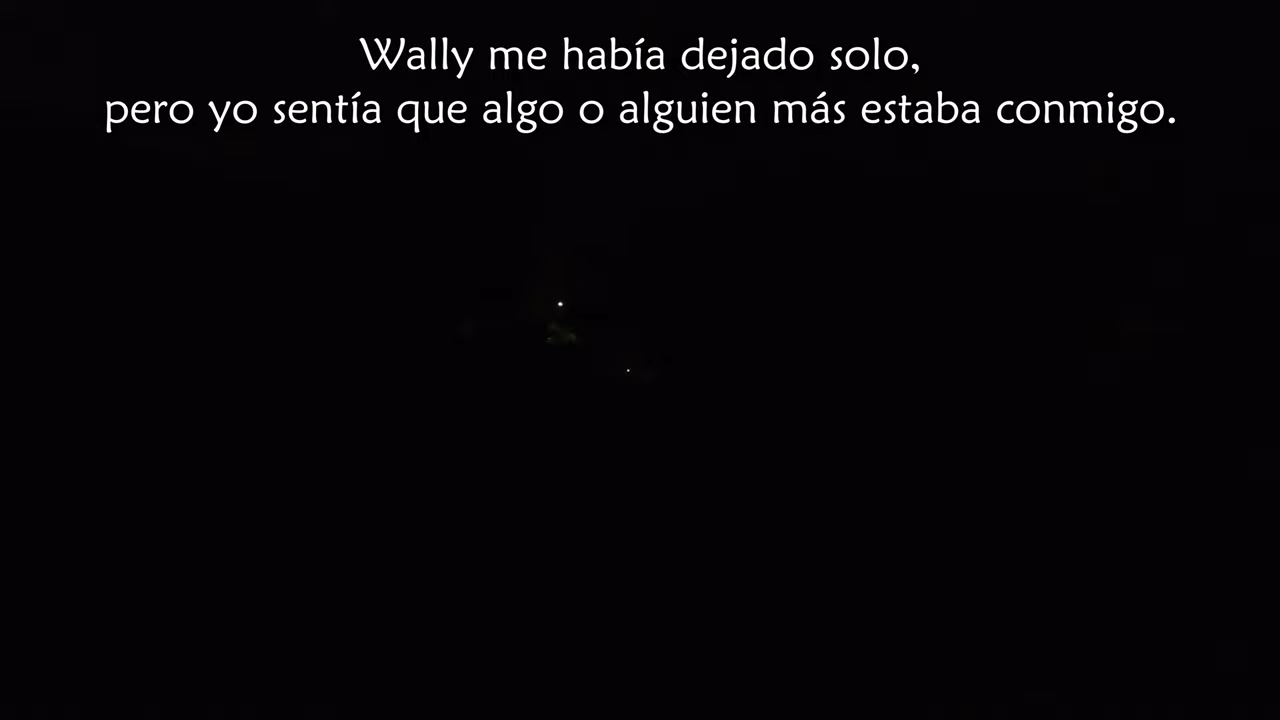 Wally me había dejado solo,
pero yo sentía que algo o alguien más estaba conmigo.